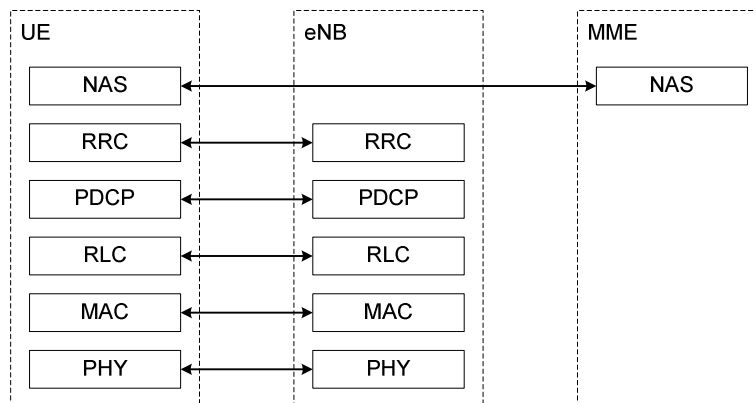 UE eNB MME
NAS NAS
RRC RRC
PDCP PDCP
RLC RLC
MAC MAC
PHY PHY